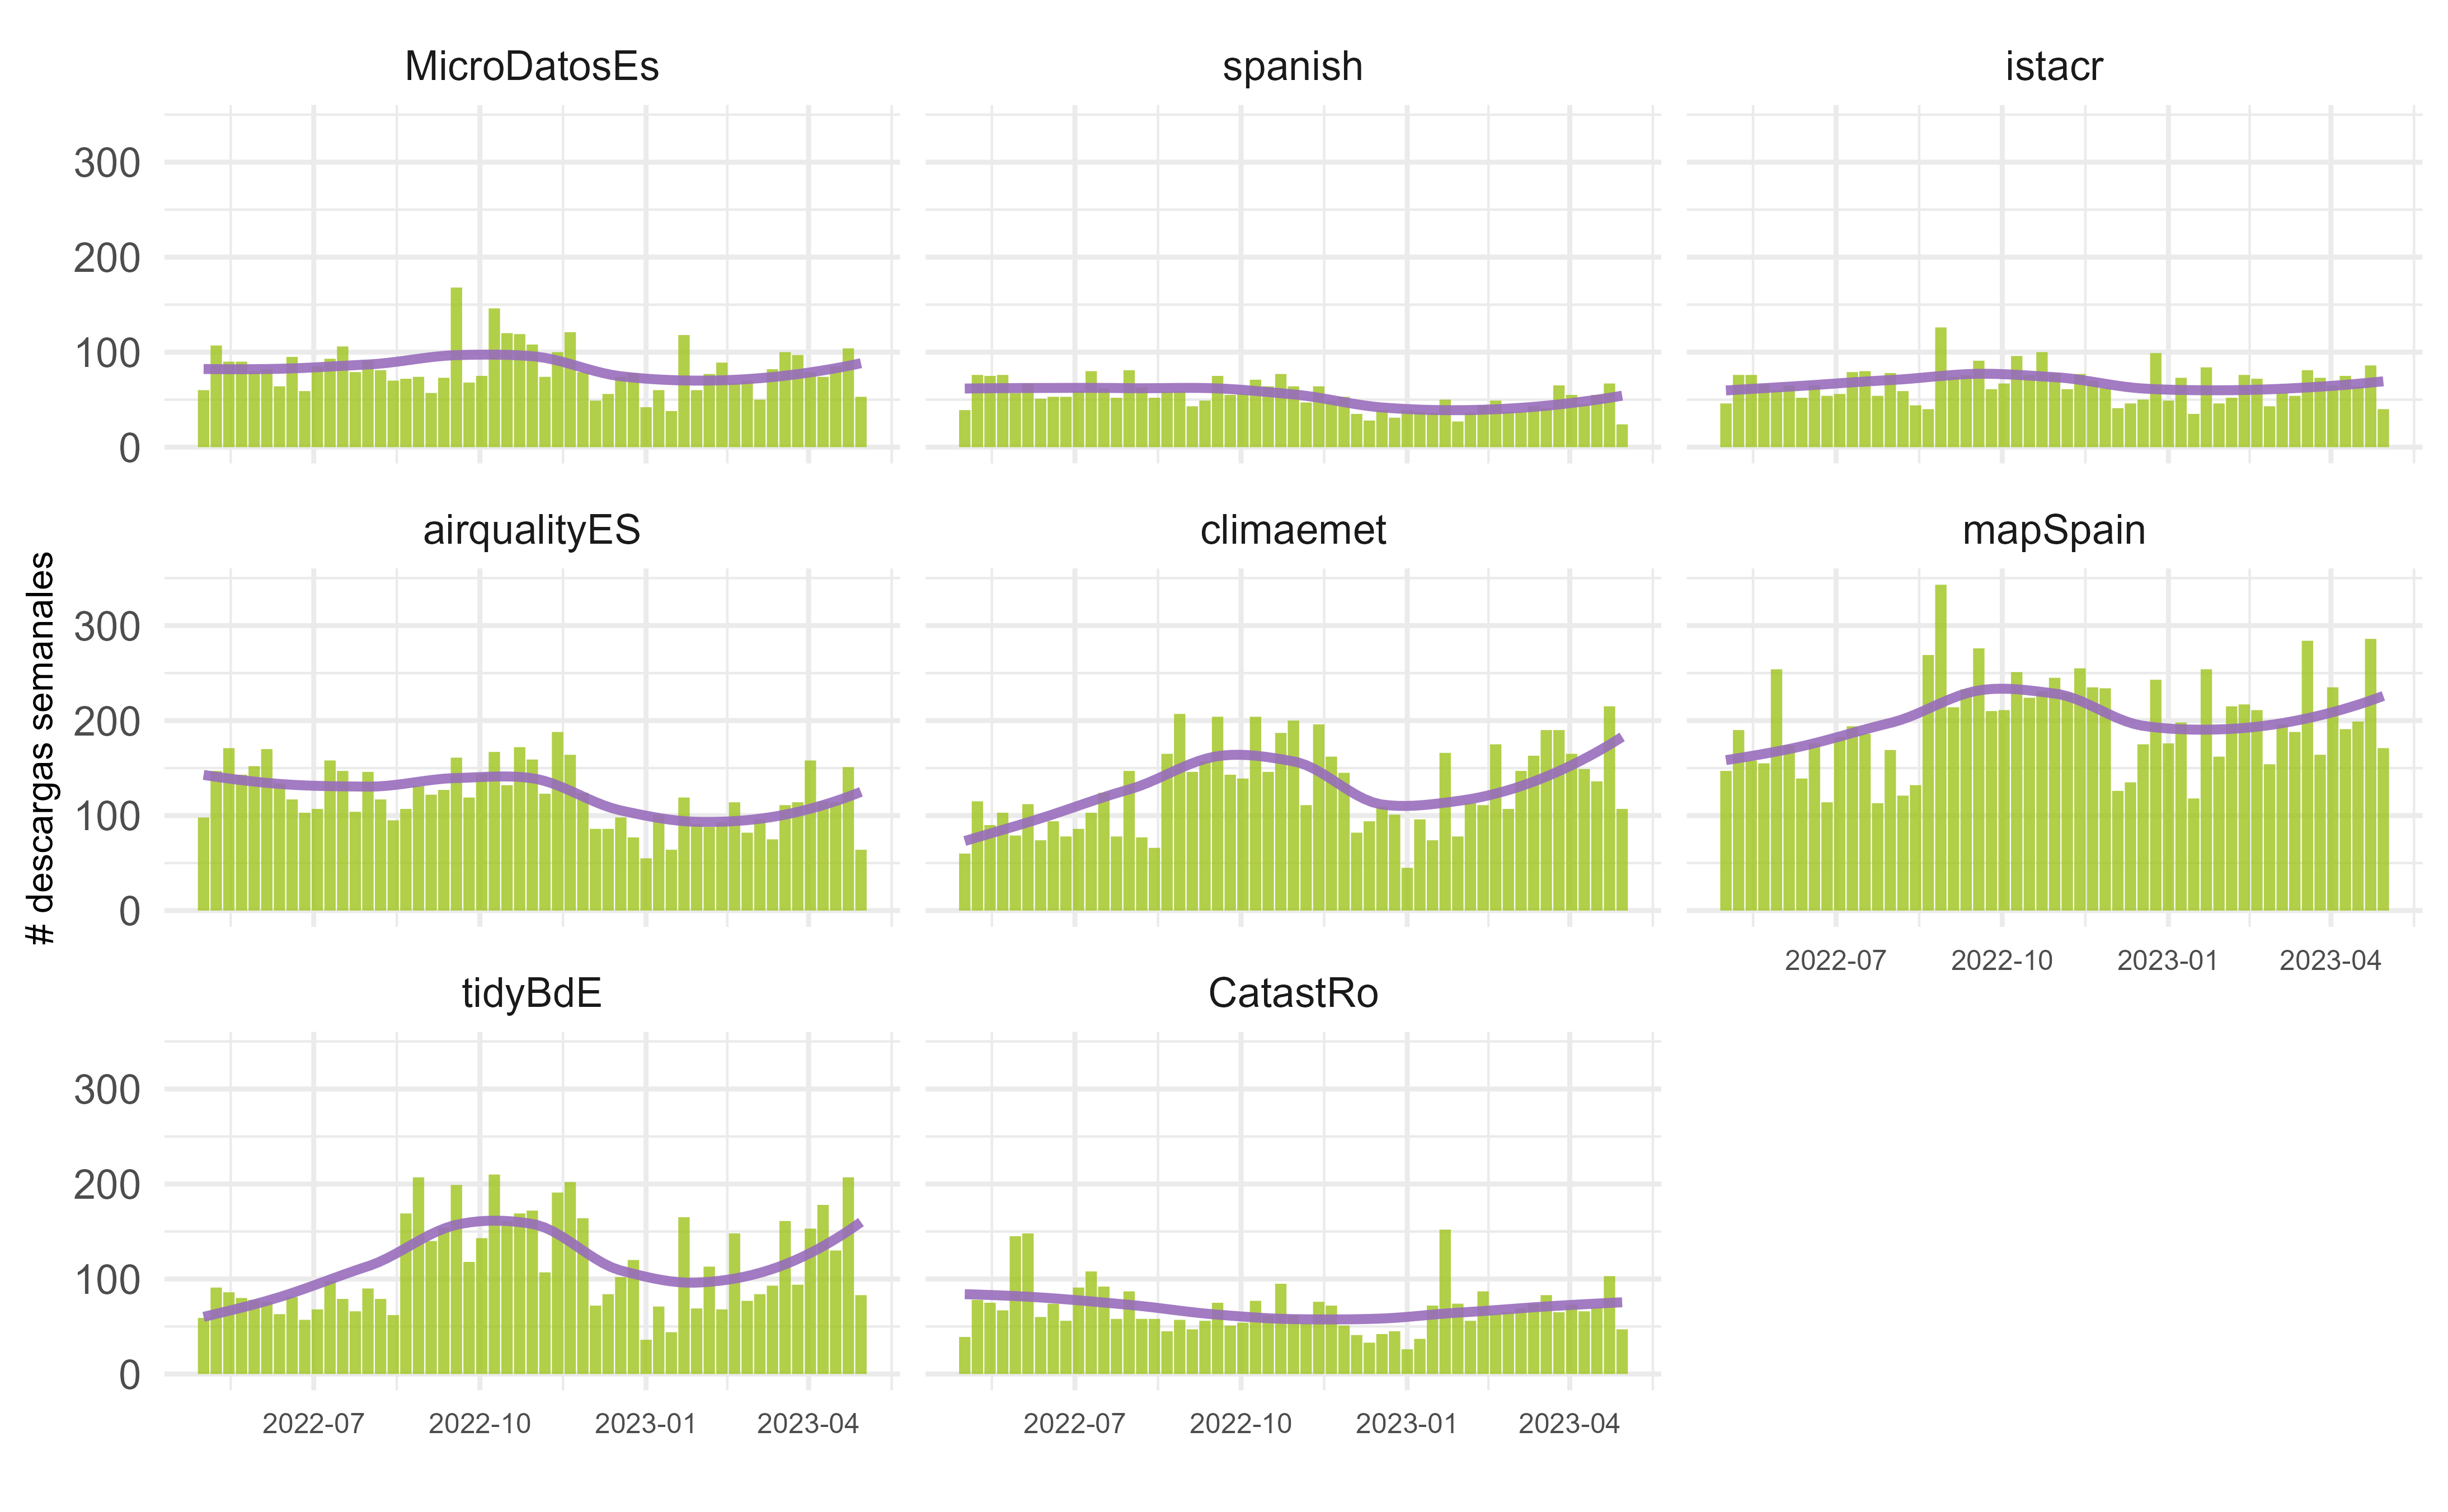 MicroDatosEs
spanish
istacr
300
200
100
0
airqualityES
climaemet
mapSpain
# descargas semanales
300
200
100
0
2022-07 2022-10 2023-01 2023-04
tidyBdE
CatastRo
300
200
100
0
2022-07 2022-10 2023-01 2023-04
2022-07 2022-10 2023-01 2023-04